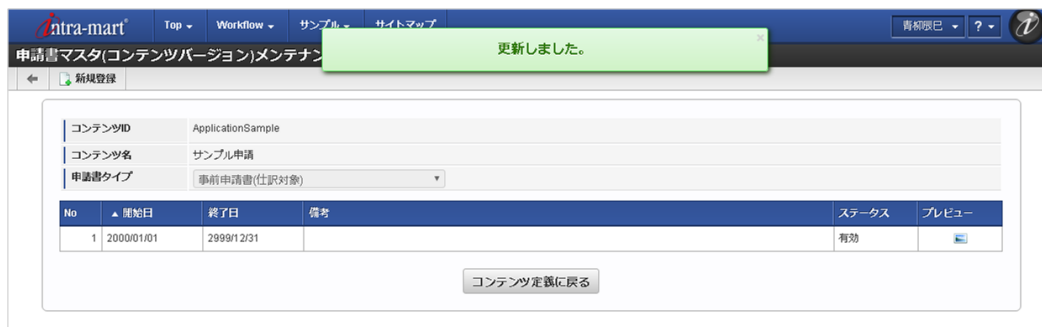 intra-mart® Top Workflow サンプル サイトマップ 青柳辰巳 ?
申請書マスタ(コンテンツバージョン)メンテナン
更新しました。 ×
新規登録
コンテンツID ApplicationSample
コンテンツ名 サンプル申請
申請書タイプ 事前申請書(仕訳対象)
No ▲ 開始日 終了日 備考 ステータス プレビュー
1 2000/01/01 2999/12/31 有効
コンテンツ定義に戻る